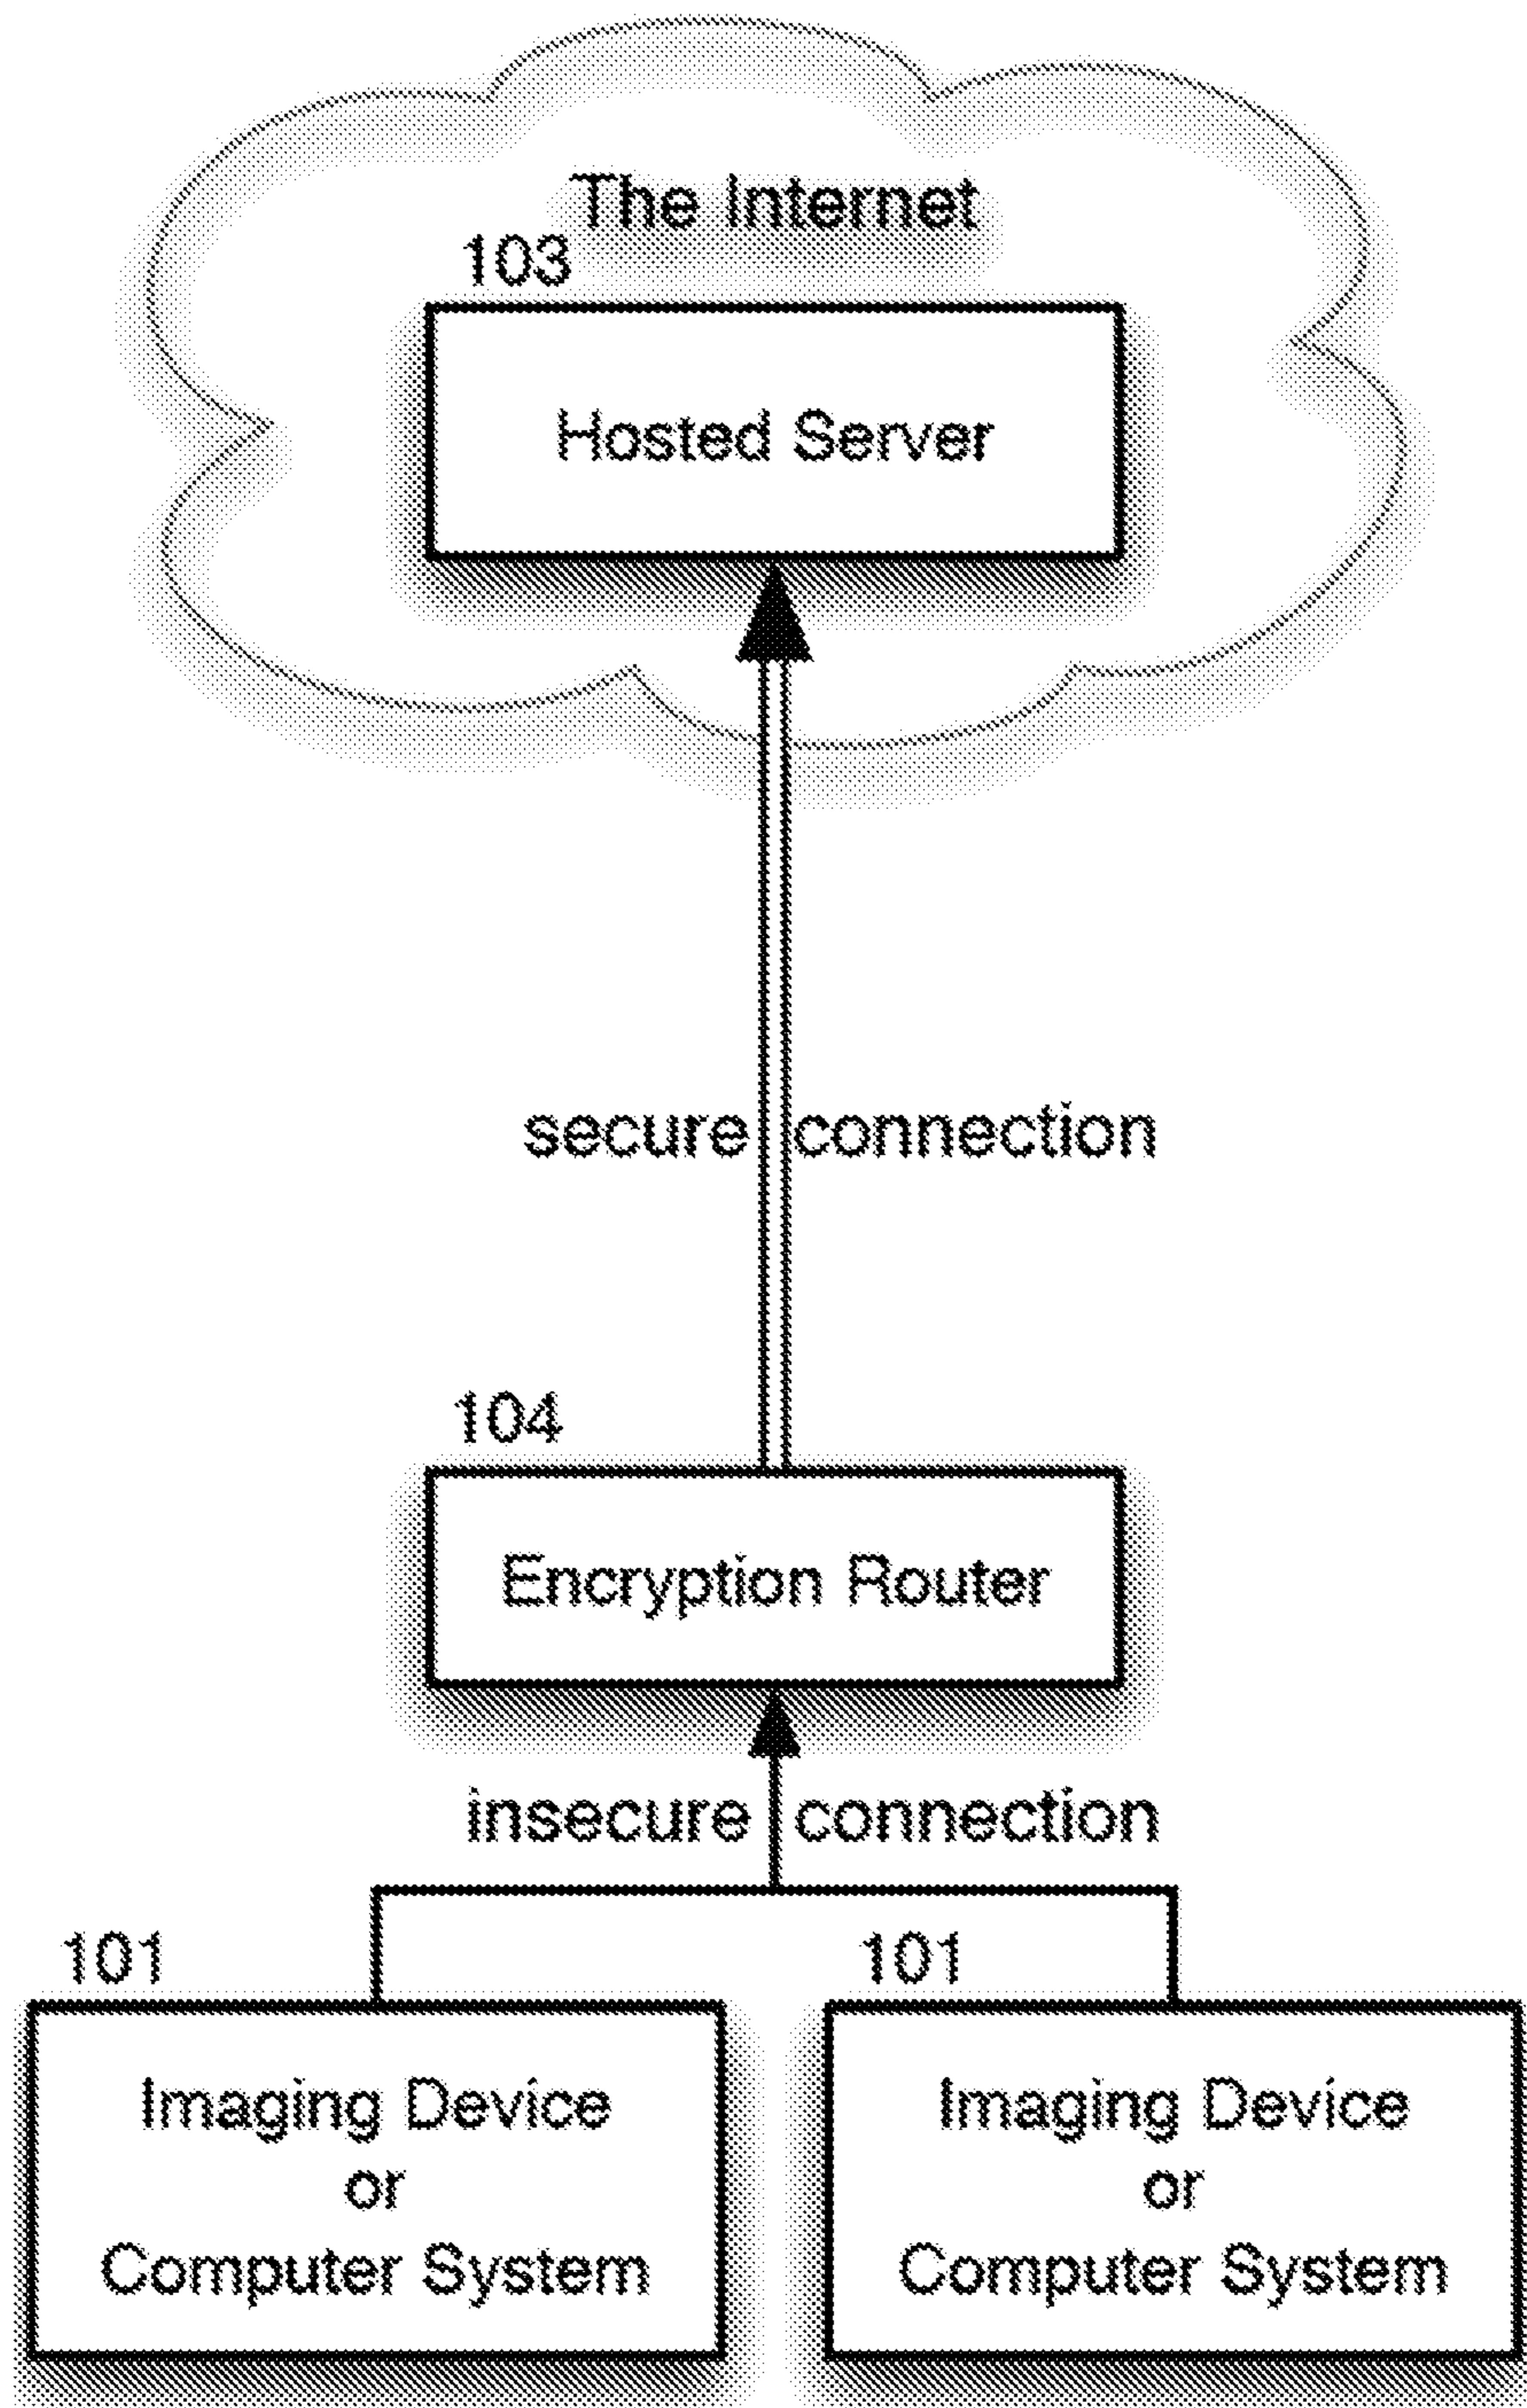 The Internet
103
Hosted Server
secure connection
104
Encryption Router
insecure connection
101
101
Imaging Device
or
Computer System
Imaging Device
or
Computer System